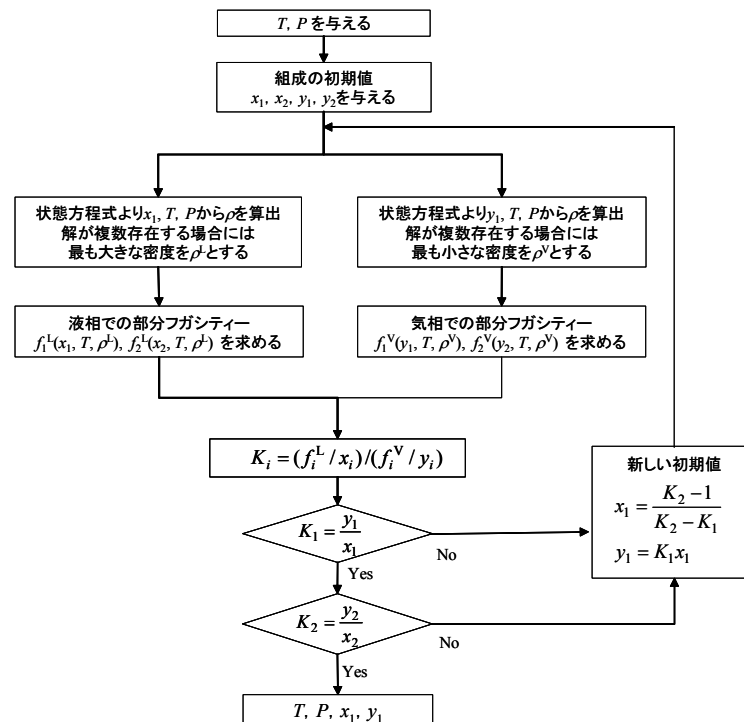 T, P を与える
組成の初期値
x₁, x₂, y₁, y₂を与える
状態方程式よりx₁, T, Pからρを算出
解が複数存在する場合には
最も大きな密度をρᴸとする
状態方程式よりy₁, T, Pからρを算出
解が複数存在する場合には
最も小さな密度をρⱽとする
液相での部分フガシティー
f₁ᴸ(x₁, T, ρᴸ), f₂ᴸ(x₂, T, ρᴸ) を求める
気相での部分フガシティー
f₁ⱽ(y₁, T, ρⱽ), f₂ⱽ(y₂, T, ρⱽ) を求める
Kᵢ = (fᵢᴸ / xᵢ) / (fᵢⱽ / yᵢ)
新しい初期値
x₁ = (K₂ − 1) / (K₂ − K₁)
y₁ = K₁x₁
K₁ = y₁ / x₁
No
Yes
K₂ = y₂ / x₂
No
Yes
T, P, x₁, y₁